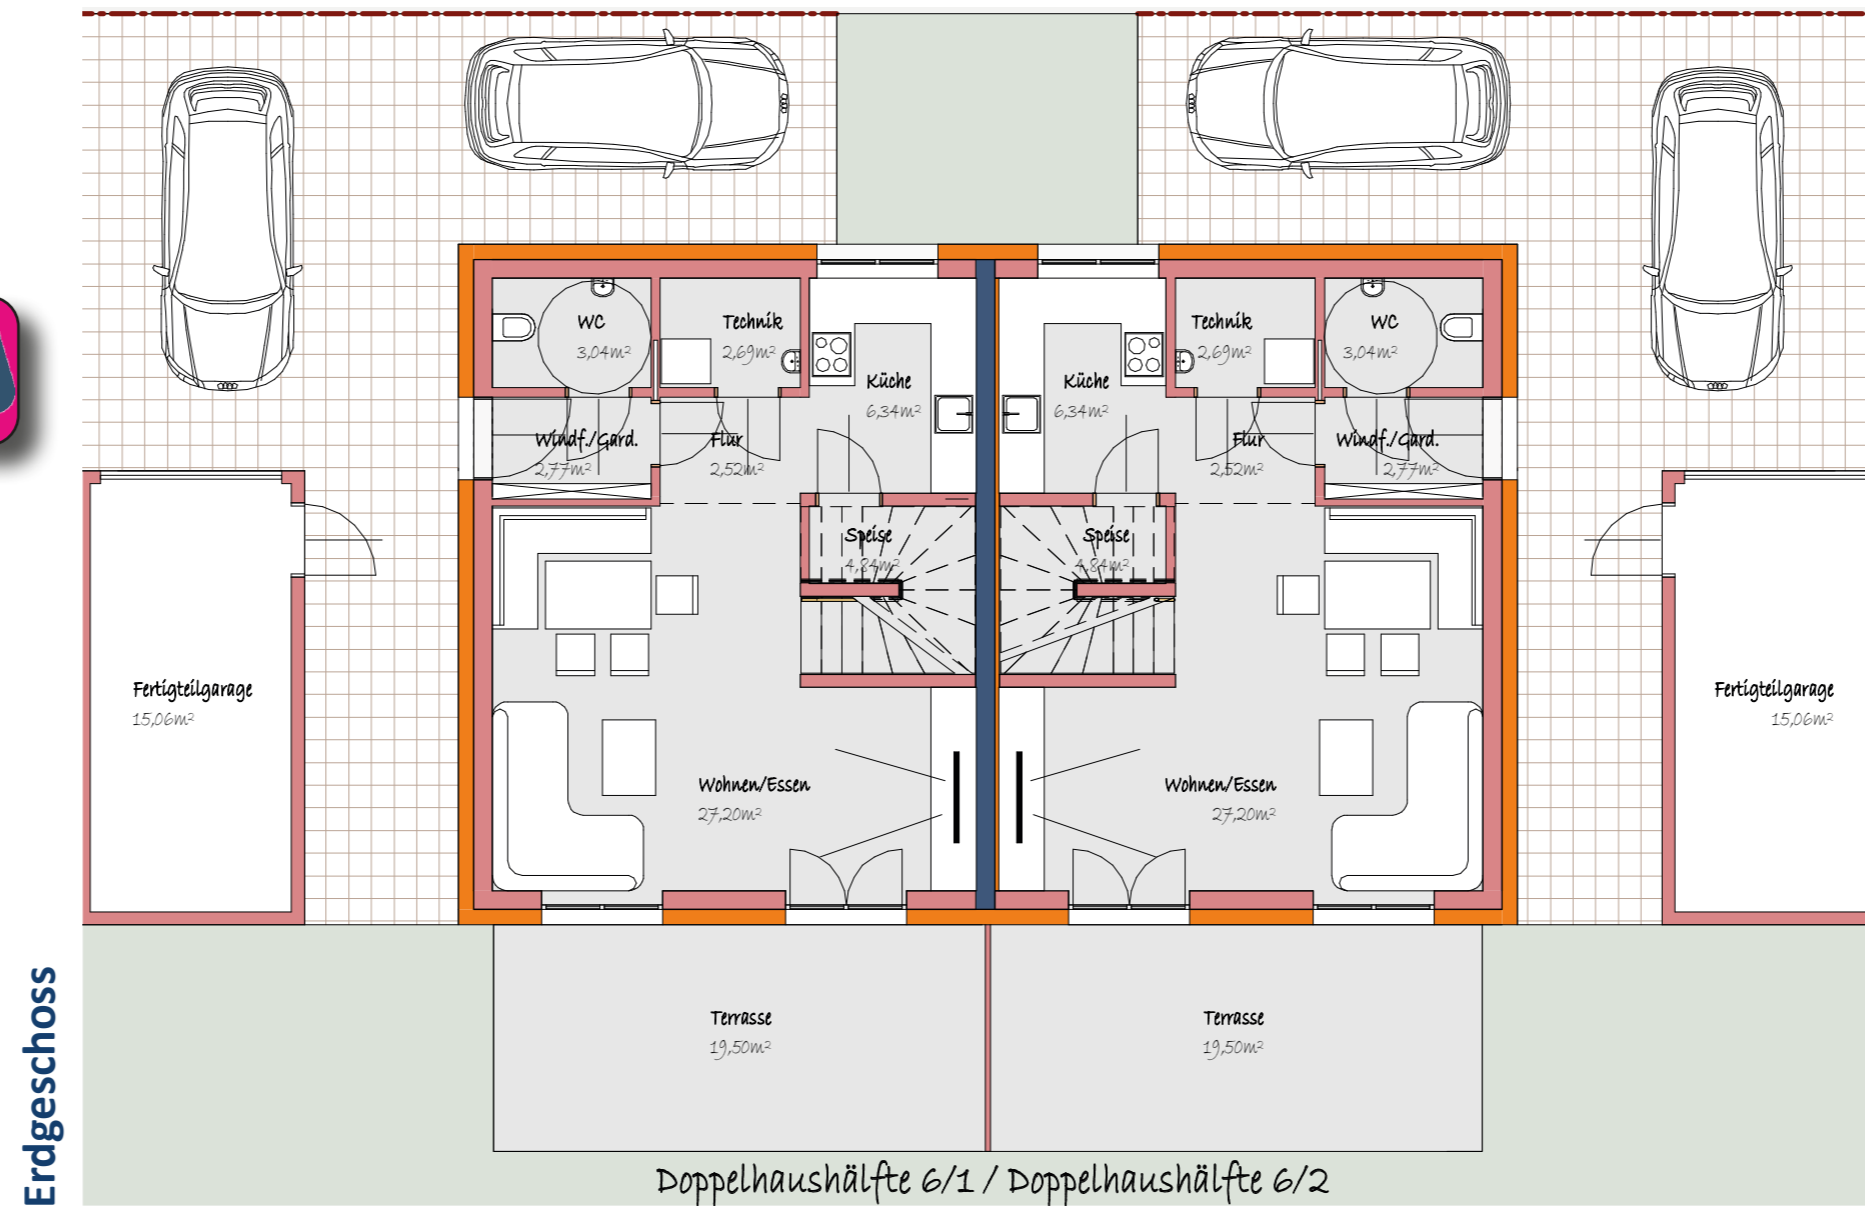 WC
3,04m²
Technik
2,69m²
Küche
6,34m²
Windf./Gard.
2,77m²
Flur
2,52m²
Speise
4,84m²
Wohnen/Essen
27,20m²
Fertigteilgarage
15,06m²
Terrasse
19,50m²
Technik
2,69m²
WC
3,04m²
Küche
6,34m²
Flur
2,52m²
Windf./Gard.
2,77m²
Speise
4,84m²
Wohnen/Essen
27,20m²
Fertigteilgarage
15,06m²
Terrasse
19,50m²
Doppelhaushälfte 6/1 / Doppelhaushälfte 6/2
Erdgeschoss